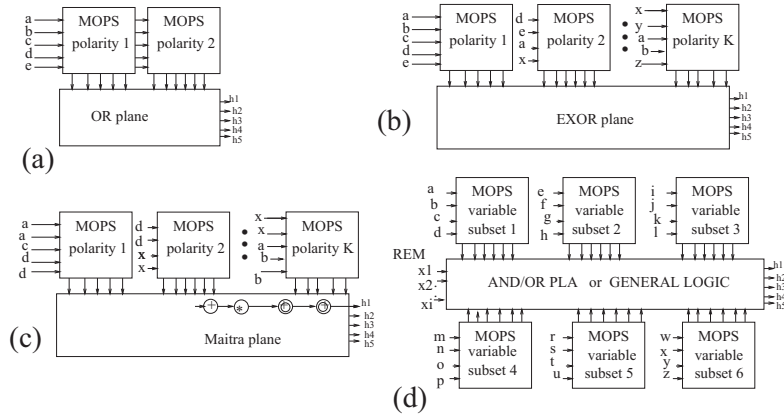 MOPS
polarity 1
MOPS
polarity 2
a
b
c
d
e
OR plane
h1
h2
h3
h4
h5
(a)
MOPS
polarity 1
MOPS
polarity 2
MOPS
polarity K
a
b
c
d
e
d
e
a
x
x
y
a
b
z
EXOR plane
h1
h2
h3
h4
h5
(b)
MOPS
polarity 1
MOPS
polarity 2
MOPS
polarity K
a
a
c
d
d
d
d
x
x
x
x
a
b
b
+
*
Maitra plane
h1
h2
h3
h4
h5
(c)
MOPS
variable
subset 1
MOPS
variable
subset 2
MOPS
variable
subset 3
a
b
c
d
e
f
g
h
i
j
k
l
REM
x1
x2.
xi
AND/OR PLA or GENERAL LOGIC
h1
h2
h3
h4
h5
MOPS
variable
subset 4
MOPS
variable
subset 5
MOPS
variable
subset 6
m
n
o
p
r
s
t
u
w
x
y
z
(d)